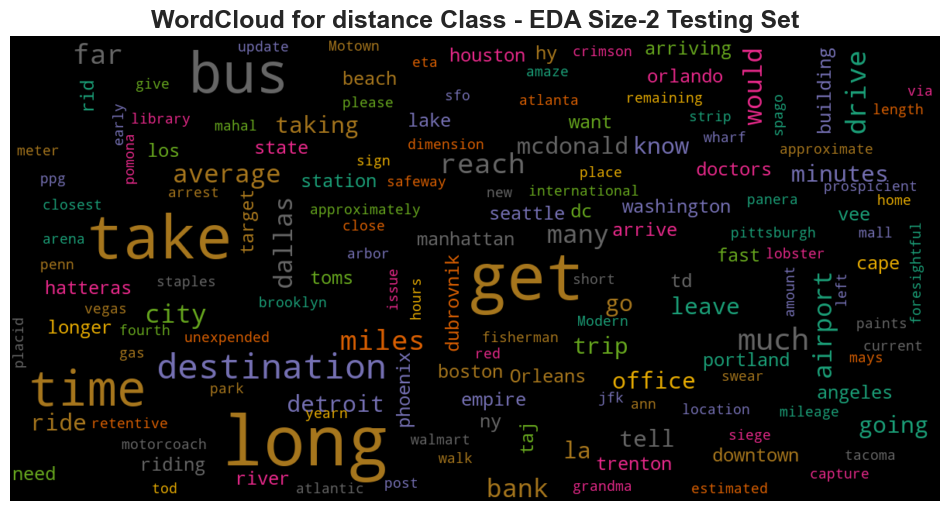 WordCloud for distance Class - EDA Size-2 Testing Set
far
bus
update
Motown
eta
houston
hy
crimson
arriving
would
drive
building
via
rid
give
beach
amaze
orlando
spago
length
early
library
please
sfo
atlanta
remaining
strip
pomona
mahal
taking
lake
want
wharf
approximate
meter
los
state
sign
dimension
reach
mcdonald
know
doctors
minutes
ppg
average
station
safeway
place
prospicient
closest
arrest
target
dallas
new
international
washington
panera
home
arena
take
approximately
seattle
dc
vee
close
manhattan
many
arrive
pittsburgh
mall
penn
arbor
get
fast
lobster
cape
foresightful
hatteras
staples
toms
issue
hours
dubrovnik
short
td
amount
left
airport
vegas
city
brooklyn
go
leave
placid
longer
fourth
unexpended
miles
fisherman
Modern
trip
much
paints
gas
destination
phoenix
red
portland
current
time
park
boston
Orleans
office
swear
mays
detroit
yearn
empire
jfk
ann
location
mileage
angeles
ride
retentive
long
ny
taj
la
tell
siege
going
motorcoach
walmart
riding
walk
trenton
downtown
tacoma
need
river
capture
tod
atlantic
post
bank
grandma
estimated